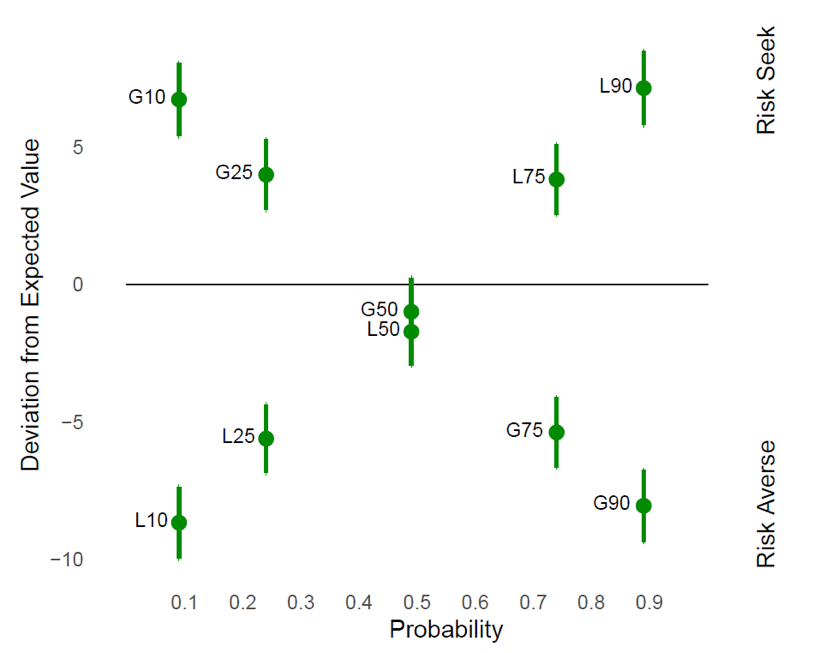 Risk Seek
G10
L90
5
G25
L75
Deviation from Expected Value
0
G50
L50
−5
L25
G75
Risk Averse
L10
G90
−10
0.1 0.2 0.3 0.4 0.5 0.6 0.7 0.8 0.9
Probability